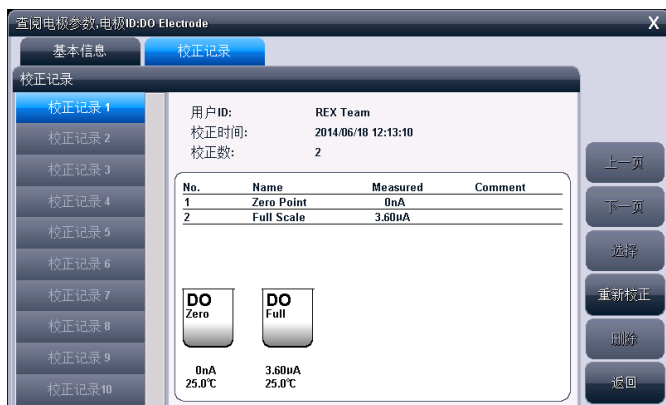 查阅电极参数,电极ID:DO Electrode X
基本信息 校正记录
校正记录
校正记录 1
校正记录 2
校正记录 3
校正记录 4
校正记录 5
校正记录 6
校正记录 7
校正记录 8
校正记录 9
校正记录10
用户ID: REX Team
校正时间: 2014/06/18 12:13:10
校正数: 2
No. Name Measured Comment
1 Zero Point 0nA
2 Full Scale 3.60uA
DO DO
Zero Full
0nA 3.60uA
25.0℃ 25.0℃
上一页
下一页
选择
重新校正
删除
返回